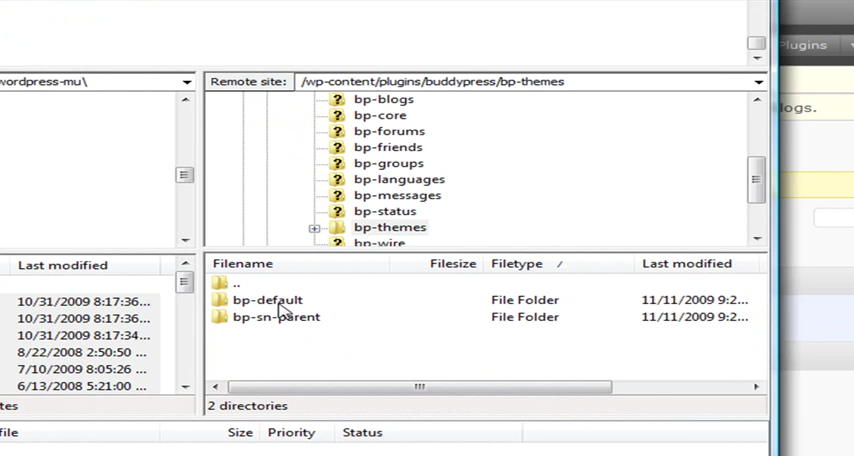 Plugins
wordpress-mu\
Remote site: /wp-content/plugins/buddypress/bp-themes
bp-blogs
logs.
bp-core
bp-forums
bp-friends
bp-groups
bp-languages
bp-messages
bp-status
bp-themes
bp-wire
Last modified
Filename Filesize Filetype / Last modified
..
10/31/2009 8:17:36... bp-default File Folder 11/11/2009 9:2...
10/31/2009 8:17:36... bp-sn-parent File Folder 11/11/2009 9:2...
10/31/2009 8:17:34...
8/22/2008 2:50:50 ...
7/10/2009 8:05:26 ...
6/13/2008 5:21:00 ...
tes 2 directories
file Size Priority Status